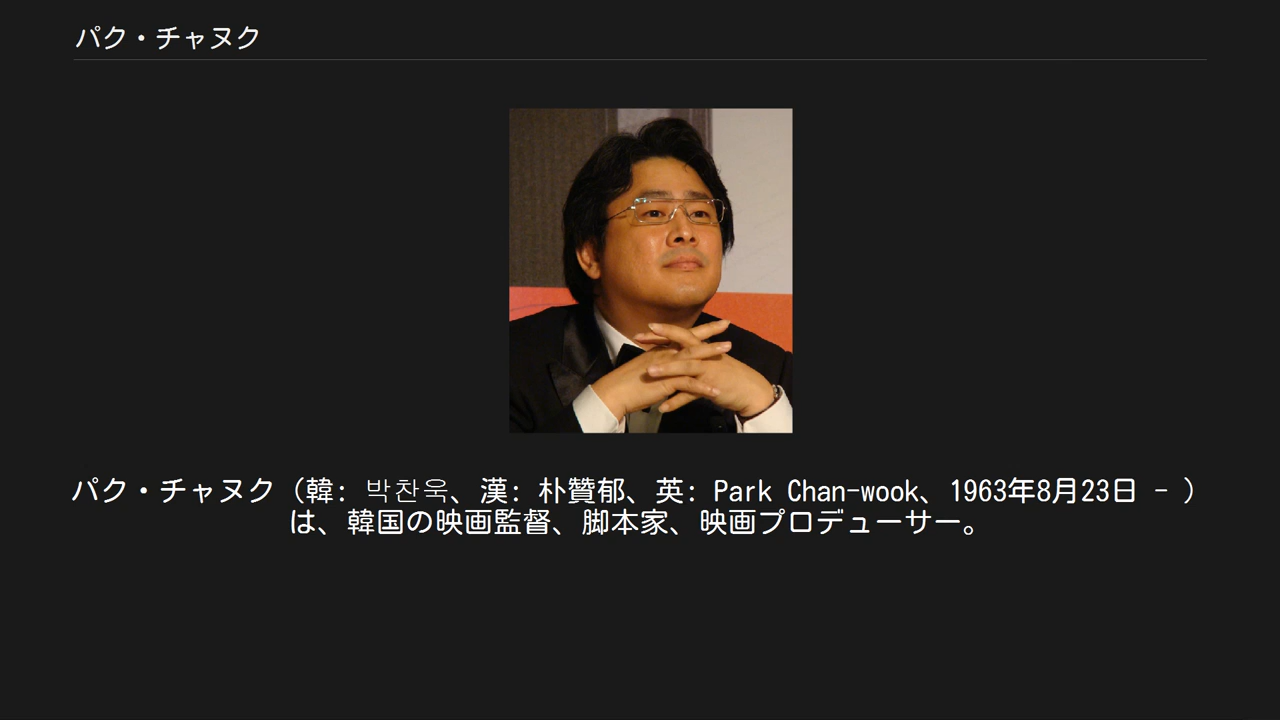 パク・チャヌク
パク・チャヌク（韓: 박찬욱、漢: 朴贊郁、英: Park Chan-wook、1963年8月23日 - ）
は、韓国の映画監督、脚本家、映画プロデューサー。